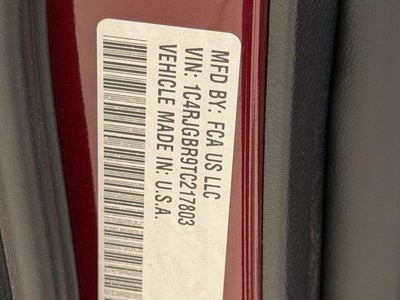 MFD BY: FCA US LLC
VIN: 1C4RJGBR9TC217803
VEHICLE MADE IN: U.S.A.